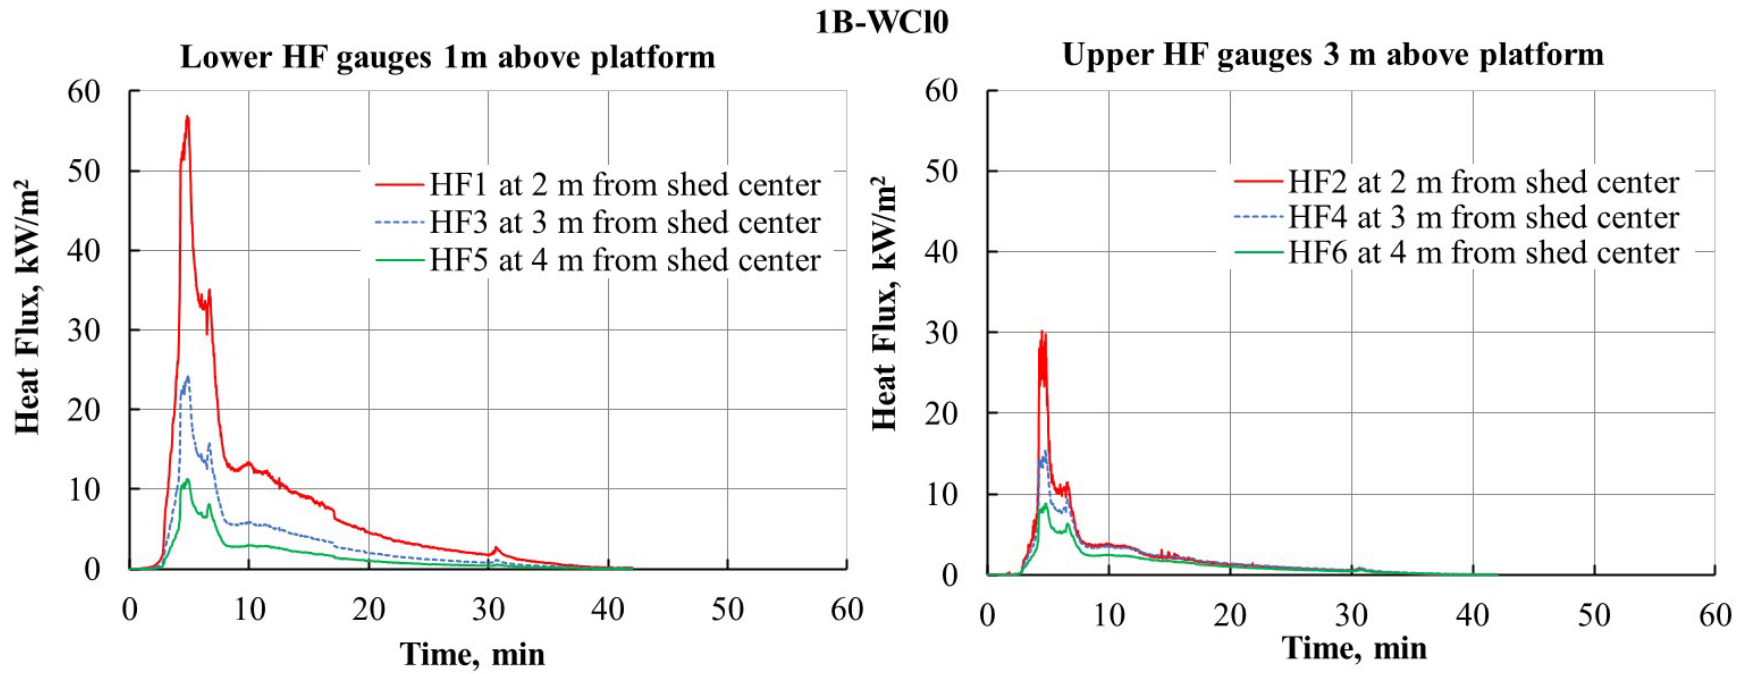 1B-WCl0
Lower HF gauges 1m above platform
60
50
40
30
20
10
0
Heat Flux, kW/m²
HF1 at 2 m from shed center
HF3 at 3 m from shed center
HF5 at 4 m from shed center
0 10 20 30 40 50 60
Time, min
Upper HF gauges 3 m above platform
60
50
40
30
20
10
0
Heat Flux, kW/m²
HF2 at 2 m from shed center
HF4 at 3 m from shed center
HF6 at 4 m from shed center
0 10 20 30 40 50 60
Time, min